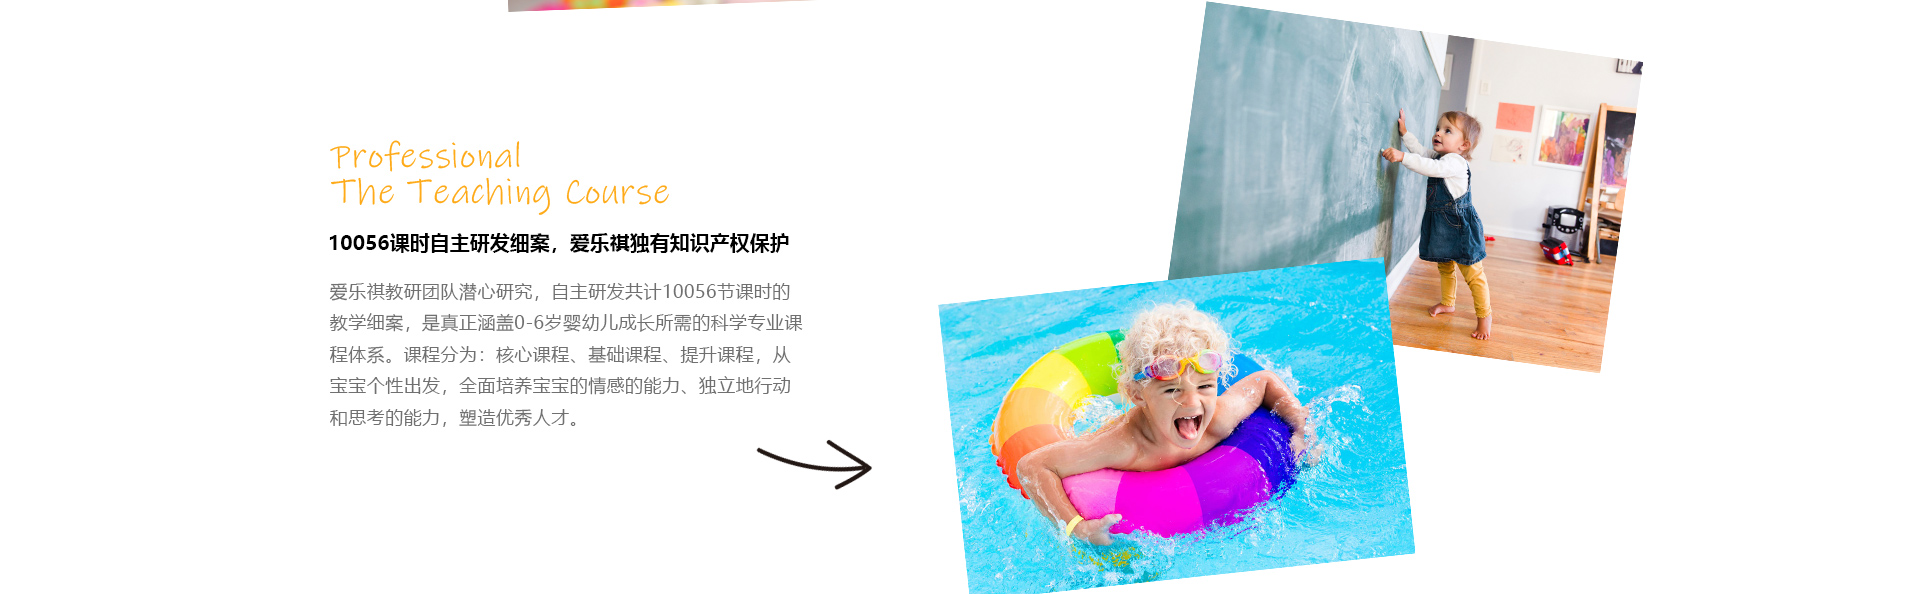 Professional
The Teaching Course
10056课时自主研发细案，爱乐祺独有知识产权保护
爱乐祺教研团队潜心研究，自主研发共计10056节课时的
教学细案，是真正涵盖0-6岁婴幼儿成长所需的科学专业课
程体系。课程分为：核心课程、基础课程、提升课程，从
宝宝个性出发，全面培养宝宝的情感的能力、独立地行动
和思考的能力，塑造优秀人才。